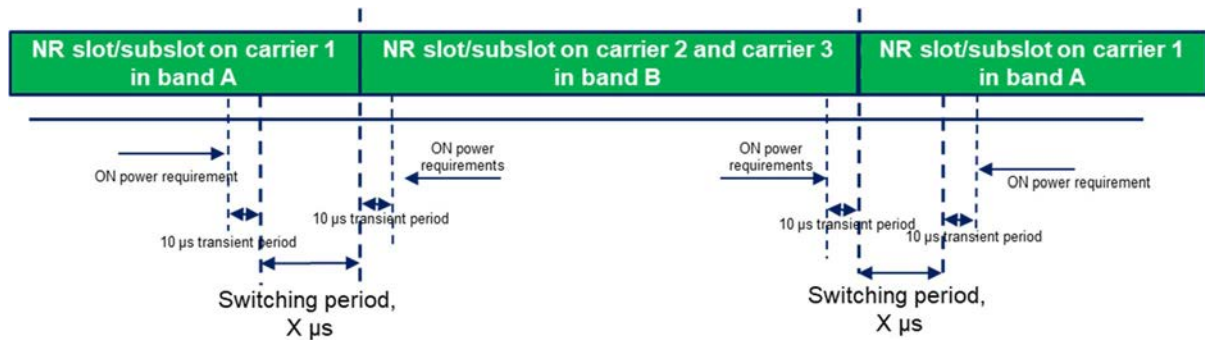 NR slot/subslot on carrier 1
in band A
NR slot/subslot on carrier 2 and carrier 3
in band B
NR slot/subslot on carrier 1
in band A
ON power requirement
ON power
requirements
ON power
requirements
ON power requirement
10 µs transient period
10 µs transient period
10 µs transient period
10 µs transient period
Switching period,
X µs
Switching period,
X µs